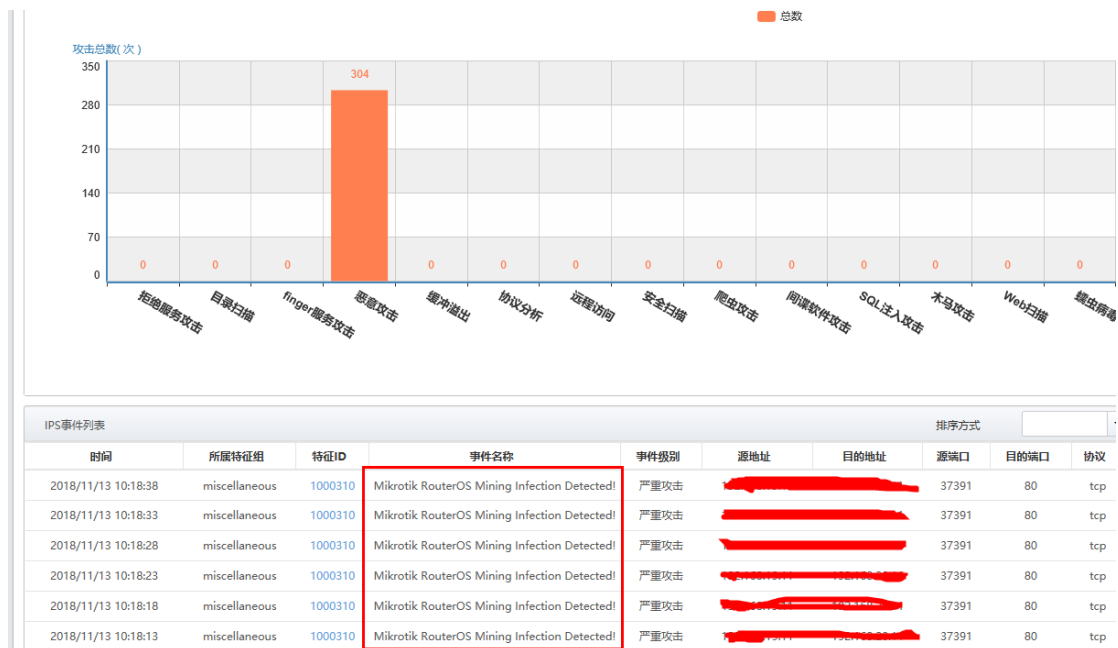 总数
攻击总数( 次 )
350
304
280
210
140
70
0
0 0 0 0 0 0 0 0 0 0 0 0 0
拒绝服务攻击 目录扫描 finger服务攻击 恶意攻击 缓冲溢出 协议分析 远程访问 安全扫描 爬虫攻击 间谍软件攻击 SQL注入攻击 木马攻击 Web扫描 蠕虫病毒
IPS事件列表 排序方式
时间 所属特征组 特征ID 事件名称 事件级别 源地址 目的地址 源端口 目的端口 协议
2018/11/13 10:18:38 miscellaneous 1000310 Mikrotik RouterOS Mining Infection Detected! 严重攻击 37391 80 tcp
2018/11/13 10:18:33 miscellaneous 1000310 Mikrotik RouterOS Mining Infection Detected! 严重攻击 37391 80 tcp
2018/11/13 10:18:28 miscellaneous 1000310 Mikrotik RouterOS Mining Infection Detected! 严重攻击 37391 80 tcp
2018/11/13 10:18:23 miscellaneous 1000310 Mikrotik RouterOS Mining Infection Detected! 严重攻击 37391 80 tcp
2018/11/13 10:18:18 miscellaneous 1000310 Mikrotik RouterOS Mining Infection Detected! 严重攻击 37391 80 tcp
2018/11/13 10:18:13 miscellaneous 1000310 Mikrotik RouterOS Mining Infection Detected! 严重攻击 37391 80 tcp